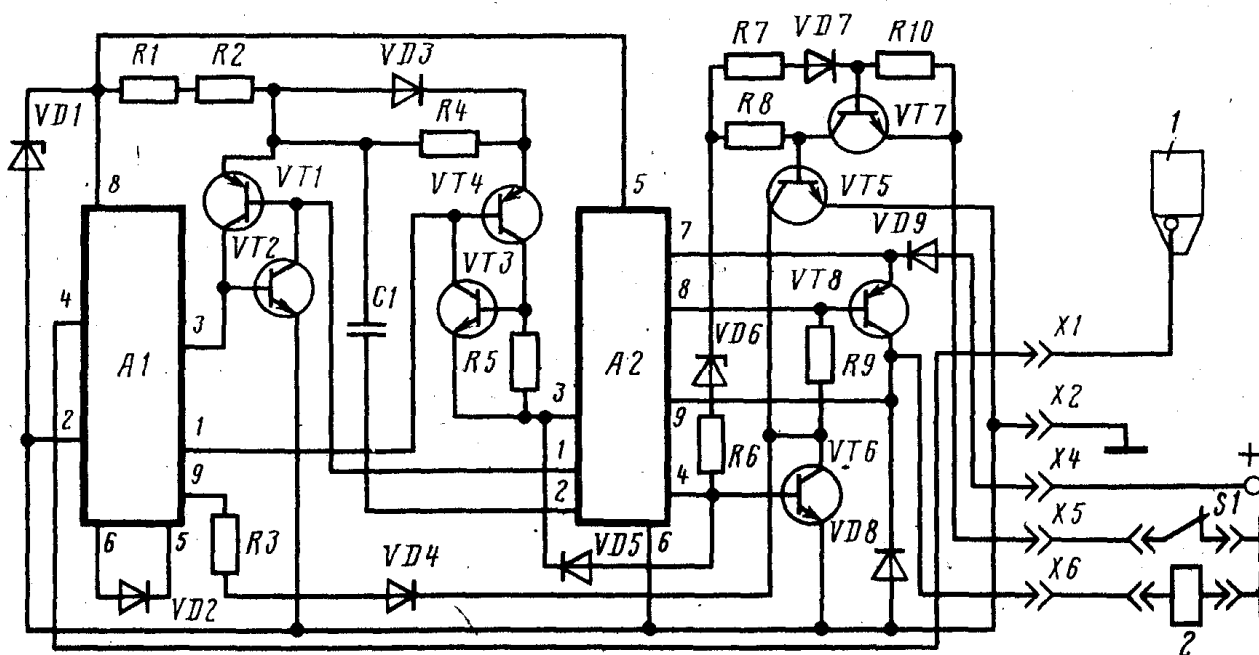 R1 R2 VD3 R7 VD7 R10
VD1 R4 R8 VT7 1
8 VT1 VT4 5 VT5
VT2 VT3 7 VD9
4 3 C1 8 VT8
A1 R5 A2 VD6 R9 X1
2 1 3 9 X2
9 1 4 R6 VT6 X4 +
6 5 R3 2 6 VD5 VD8 X5 S1
VD2 VD4 X6
2